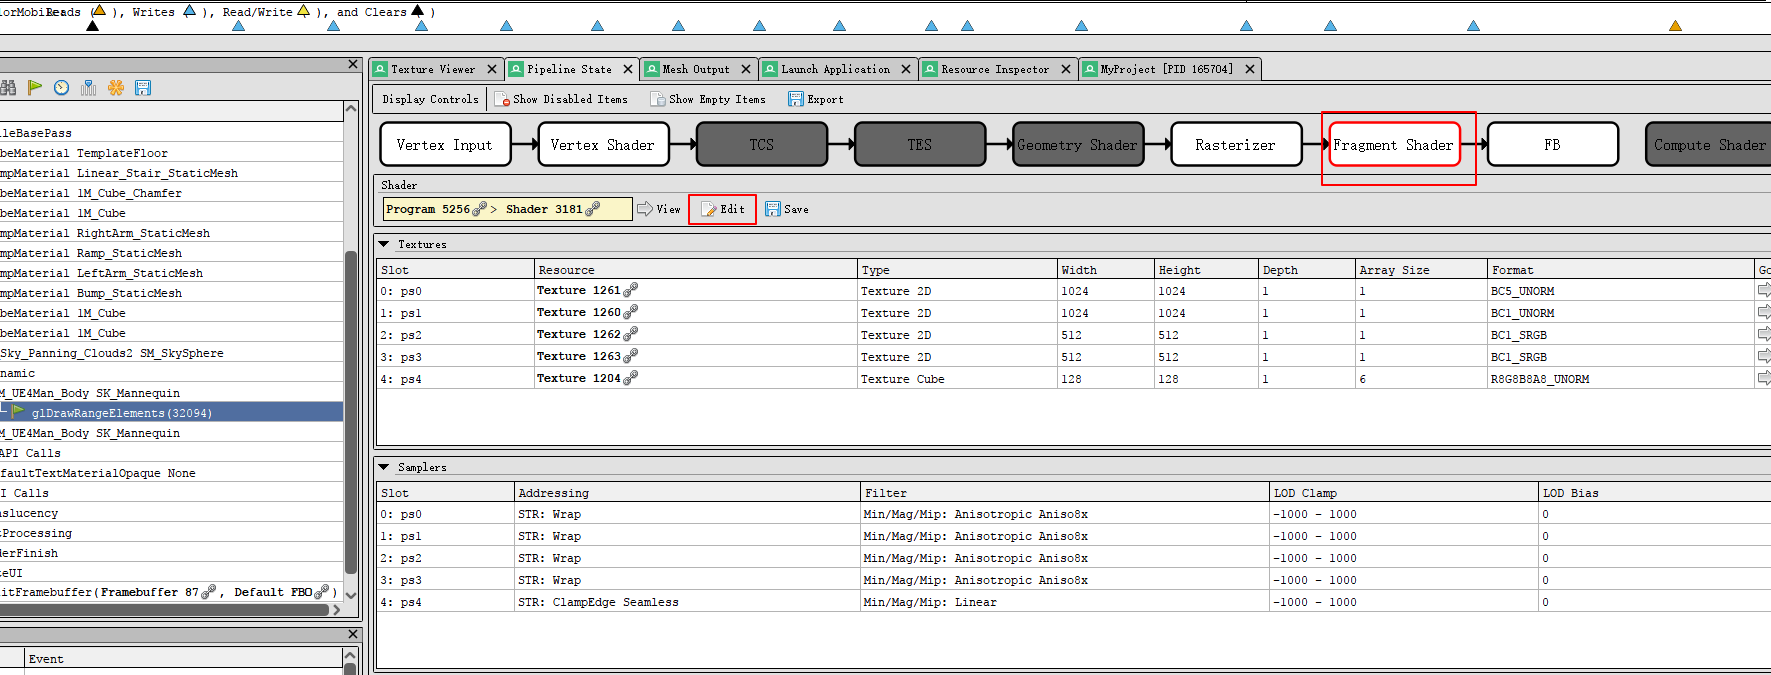 lorMobile Reads ( ), Writes ( ), Read/Write ( ), and Clears ( )
Texture Viewer
Pipeline State
Mesh Output
Launch Application
Resource Inspector
MyProject [PID 165704]
Display Controls
Show Disabled Items
Show Empty Items
Export
Vertex Input
Vertex Shader
TCS
TES
Geometry Shader
Rasterizer
Fragment Shader
FB
Compute Shader
Shader
Program 5256 > Shader 3181
View
Edit
Save
Textures
Slot Resource Type Width Height Depth Array Size Format Go
0: ps0 Texture 1261 Texture 2D 1024 1024 1 1 BC5_UNORM
1: ps1 Texture 1260 Texture 2D 1024 1024 1 1 BC1_UNORM
2: ps2 Texture 1262 Texture 2D 512 512 1 1 BC1_SRGB
3: ps3 Texture 1263 Texture 2D 512 512 1 1 BC1_SRGB
4: ps4 Texture 1204 Texture Cube 128 128 1 6 R8G8B8A8_UNORM
Samplers
Slot Addressing Filter LOD Clamp LOD Bias
0: ps0 STR: Wrap Min/Mag/Mip: Anisotropic Aniso8x -1000 - 1000 0
1: ps1 STR: Wrap Min/Mag/Mip: Anisotropic Aniso8x -1000 - 1000 0
2: ps2 STR: Wrap Min/Mag/Mip: Anisotropic Aniso8x -1000 - 1000 0
3: ps3 STR: Wrap Min/Mag/Mip: Anisotropic Aniso8x -1000 - 1000 0
4: ps4 STR: ClampEdge Seamless Min/Mag/Mip: Linear -1000 - 1000 0
ileBasePass
beMaterial TemplateFloor
mpMaterial Linear_Stair_StaticMesh
beMaterial 1M_Cube_Chamfer
beMaterial 1M_Cube
mpMaterial RightArm_StaticMesh
mpMaterial Ramp_StaticMesh
mpMaterial LeftArm_StaticMesh
mpMaterial Bump_StaticMesh
beMaterial 1M_Cube
beMaterial 1M_Cube
Sky_Panning_Clouds2 SM_SkySphere
namic
M_UE4Man_Body SK_Mannequin
glDrawRangeElements(32094)
M_UE4Man_Body SK_Mannequin
API Calls
faultTextMaterialOpaque None
I Calls
nslucency
tProcessing
derFinish
teUI
itFramebuffer(Framebuffer 87 , Default FBO )
Event